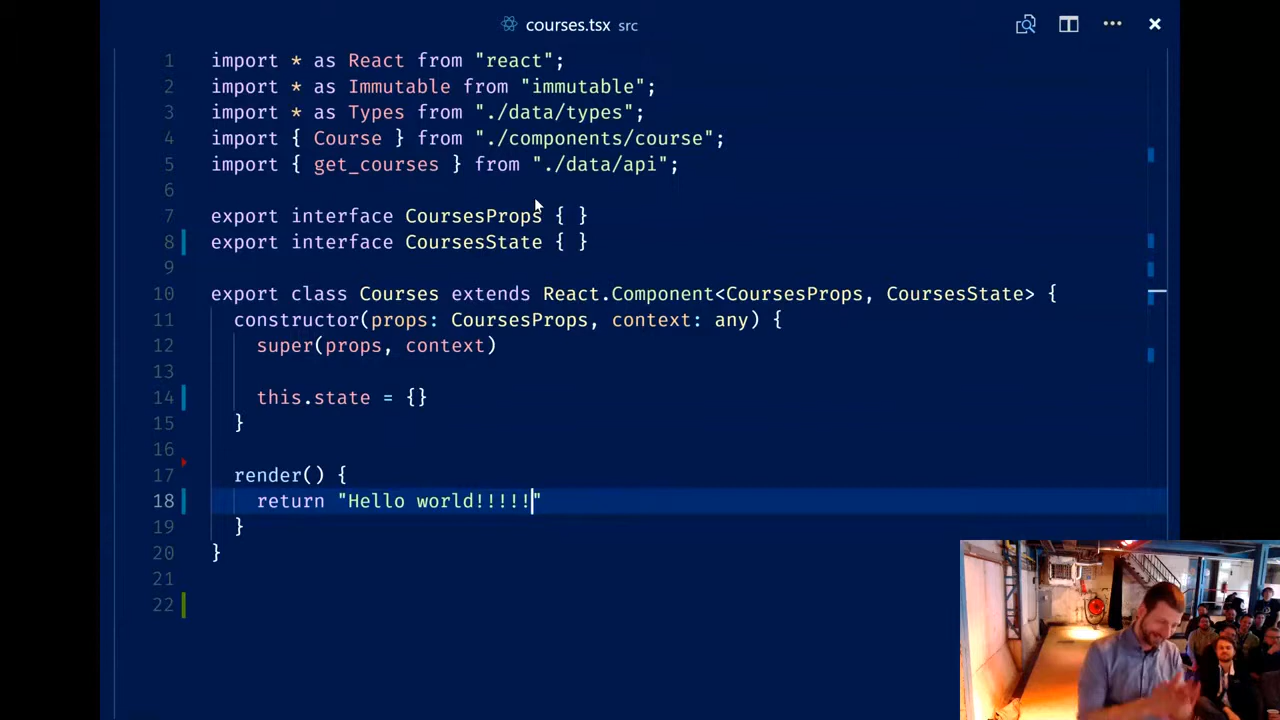 courses.tsx src
1 import * as React from "react";
2 import * as Immutable from "immutable";
3 import * as Types from "./data/types";
4 import { Course } from "./components/course";
5 import { get_courses } from "./data/api";
6
7 export interface CoursesProps { }
8 export interface CoursesState { }
9
10 export class Courses extends React.Component<CoursesProps, CoursesState> {
11 constructor(props: CoursesProps, context: any) {
12 super(props, context)
13
14 this.state = {}
15 }
16
17 render() {
18 return "Hello world!!!!!"
19 }
20 }
21
22